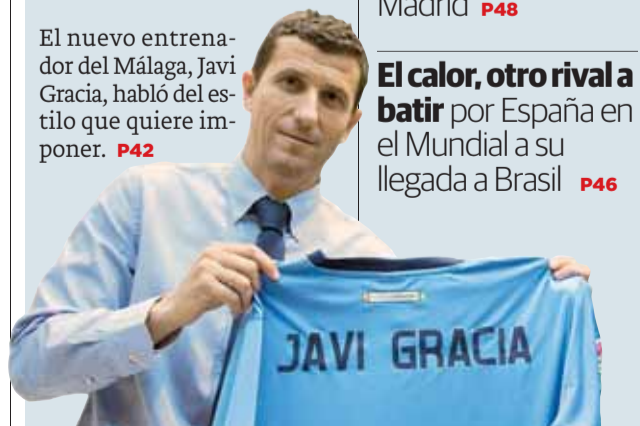 El nuevo entrena-
dor del Málaga, Javi
Gracia, habló del es-
tilo que quiere im-
poner. P42
Madrid P48
El calor, otro rival a
batir por España en
el Mundial a su
llegada a Brasil P46
JAVI GRACIA